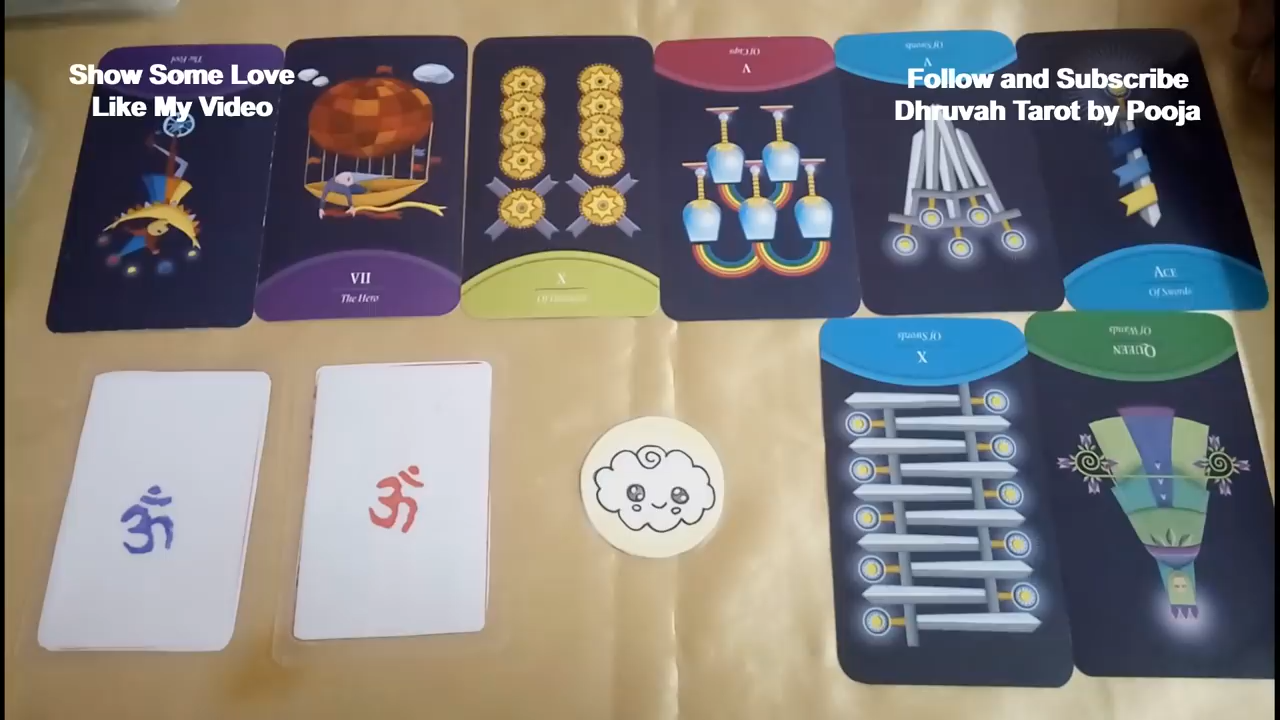 The Fool
Show Some Love
Like My Video
VII
The Hero
X
Of Cups
V
Of Swords
V
Follow and Subscribe
Dhruvah Tarot by Pooja
ACE
Of Swords
Of Swords
X
Of Wands
QUEEN
ॐ
ॐ